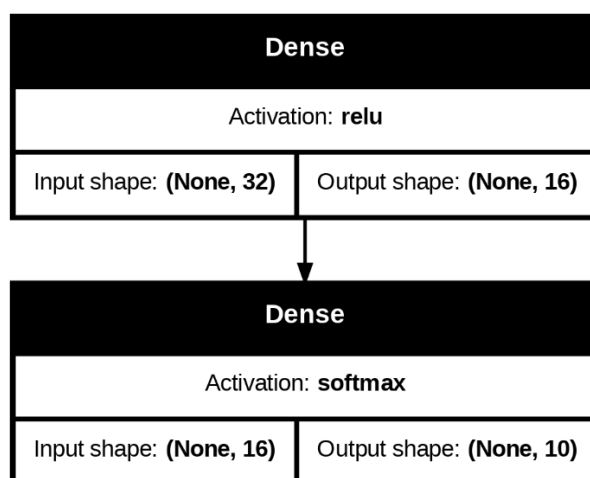 Dense
Activation: relu
Input shape: (None, 32) Output shape: (None, 16)
Dense
Activation: softmax
Input shape: (None, 16) Output shape: (None, 10)